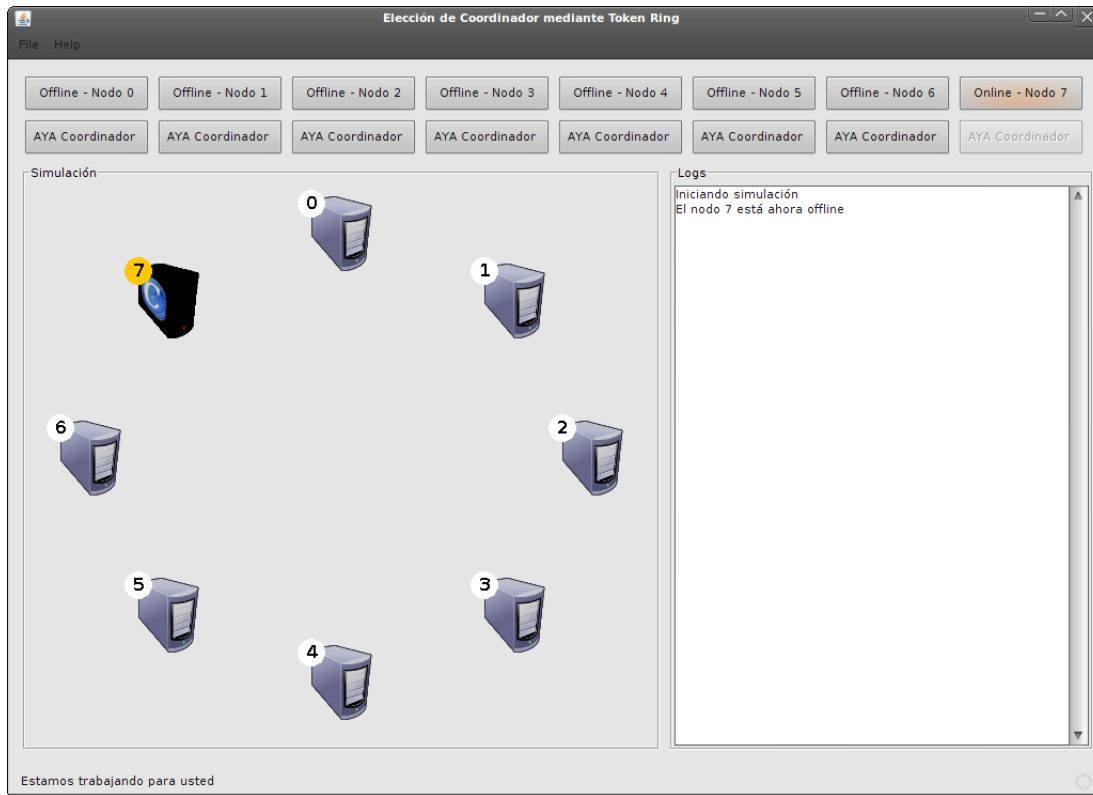 Elección de Coordinador mediante Token Ring
File Help
Offline - Nodo 0 Offline - Nodo 1 Offline - Nodo 2 Offline - Nodo 3 Offline - Nodo 4 Offline - Nodo 5 Offline - Nodo 6 Online - Nodo 7
AYA Coordinador AYA Coordinador AYA Coordinador AYA Coordinador AYA Coordinador AYA Coordinador AYA Coordinador AYA Coordinador
Simulación
0
7
1
6
2
5
3
4
C
Logs
Iniciando simulación
El nodo 7 está ahora offline
Estamos trabajando para usted